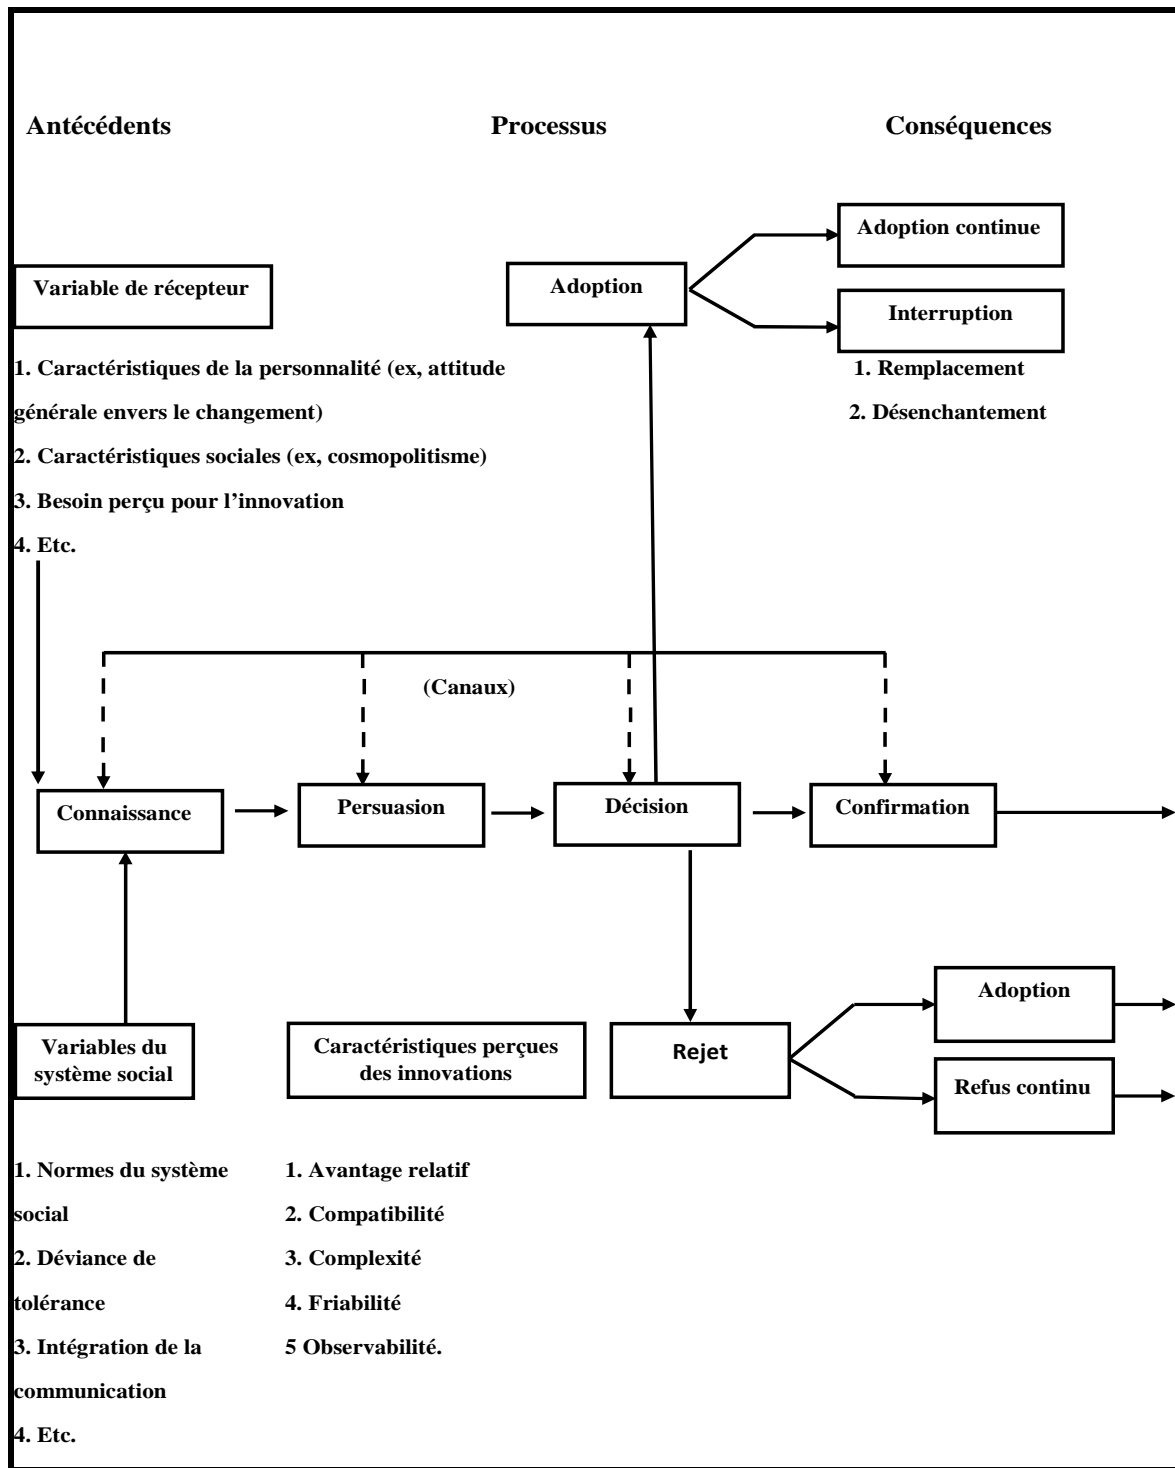 Antécédents
Processus
Conséquences
Variable de récepteur
Adoption
Adoption continue
Interruption
1. Caractéristiques de la personnalité (ex, attitude
générale envers le changement)
2. Caractéristiques sociales (ex, cosmopolitisme)
3. Besoin perçu pour l’innovation
4. Etc.
1. Remplacement
2. Désenchantement
(Canaux)
Connaissance
Persuasion
Décision
Confirmation
Variables du
système social
Caractéristiques perçues
des innovations
Rejet
Adoption
Refus continu
1. Normes du système
social
2. Déviance de
tolérance
3. Intégration de la
communication
4. Etc.
1. Avantage relatif
2. Compatibilité
3. Complexité
4. Friabilité
5 Observabilité.